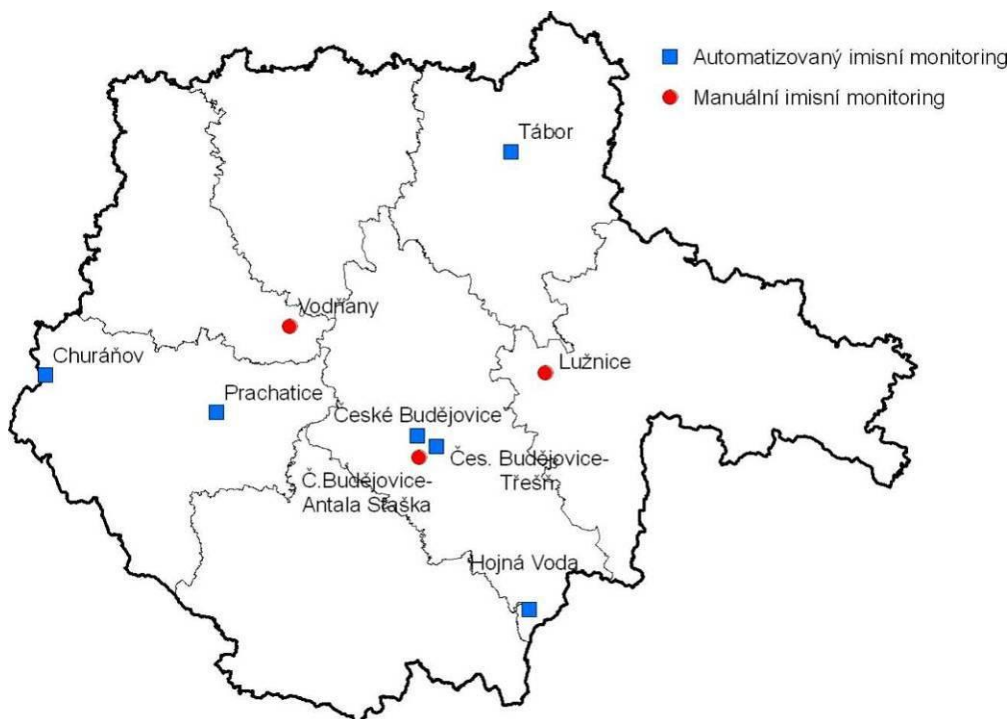 Automatizovaný imisní monitoring
Manuální imisní monitoring
Tábor
Vodňany
Churáňov
Lužnice
Prachatice
České Budějovice
Čes. Budějovice-
Třešň.
Č.Budějovice-
Antala Staška
Hojná Voda